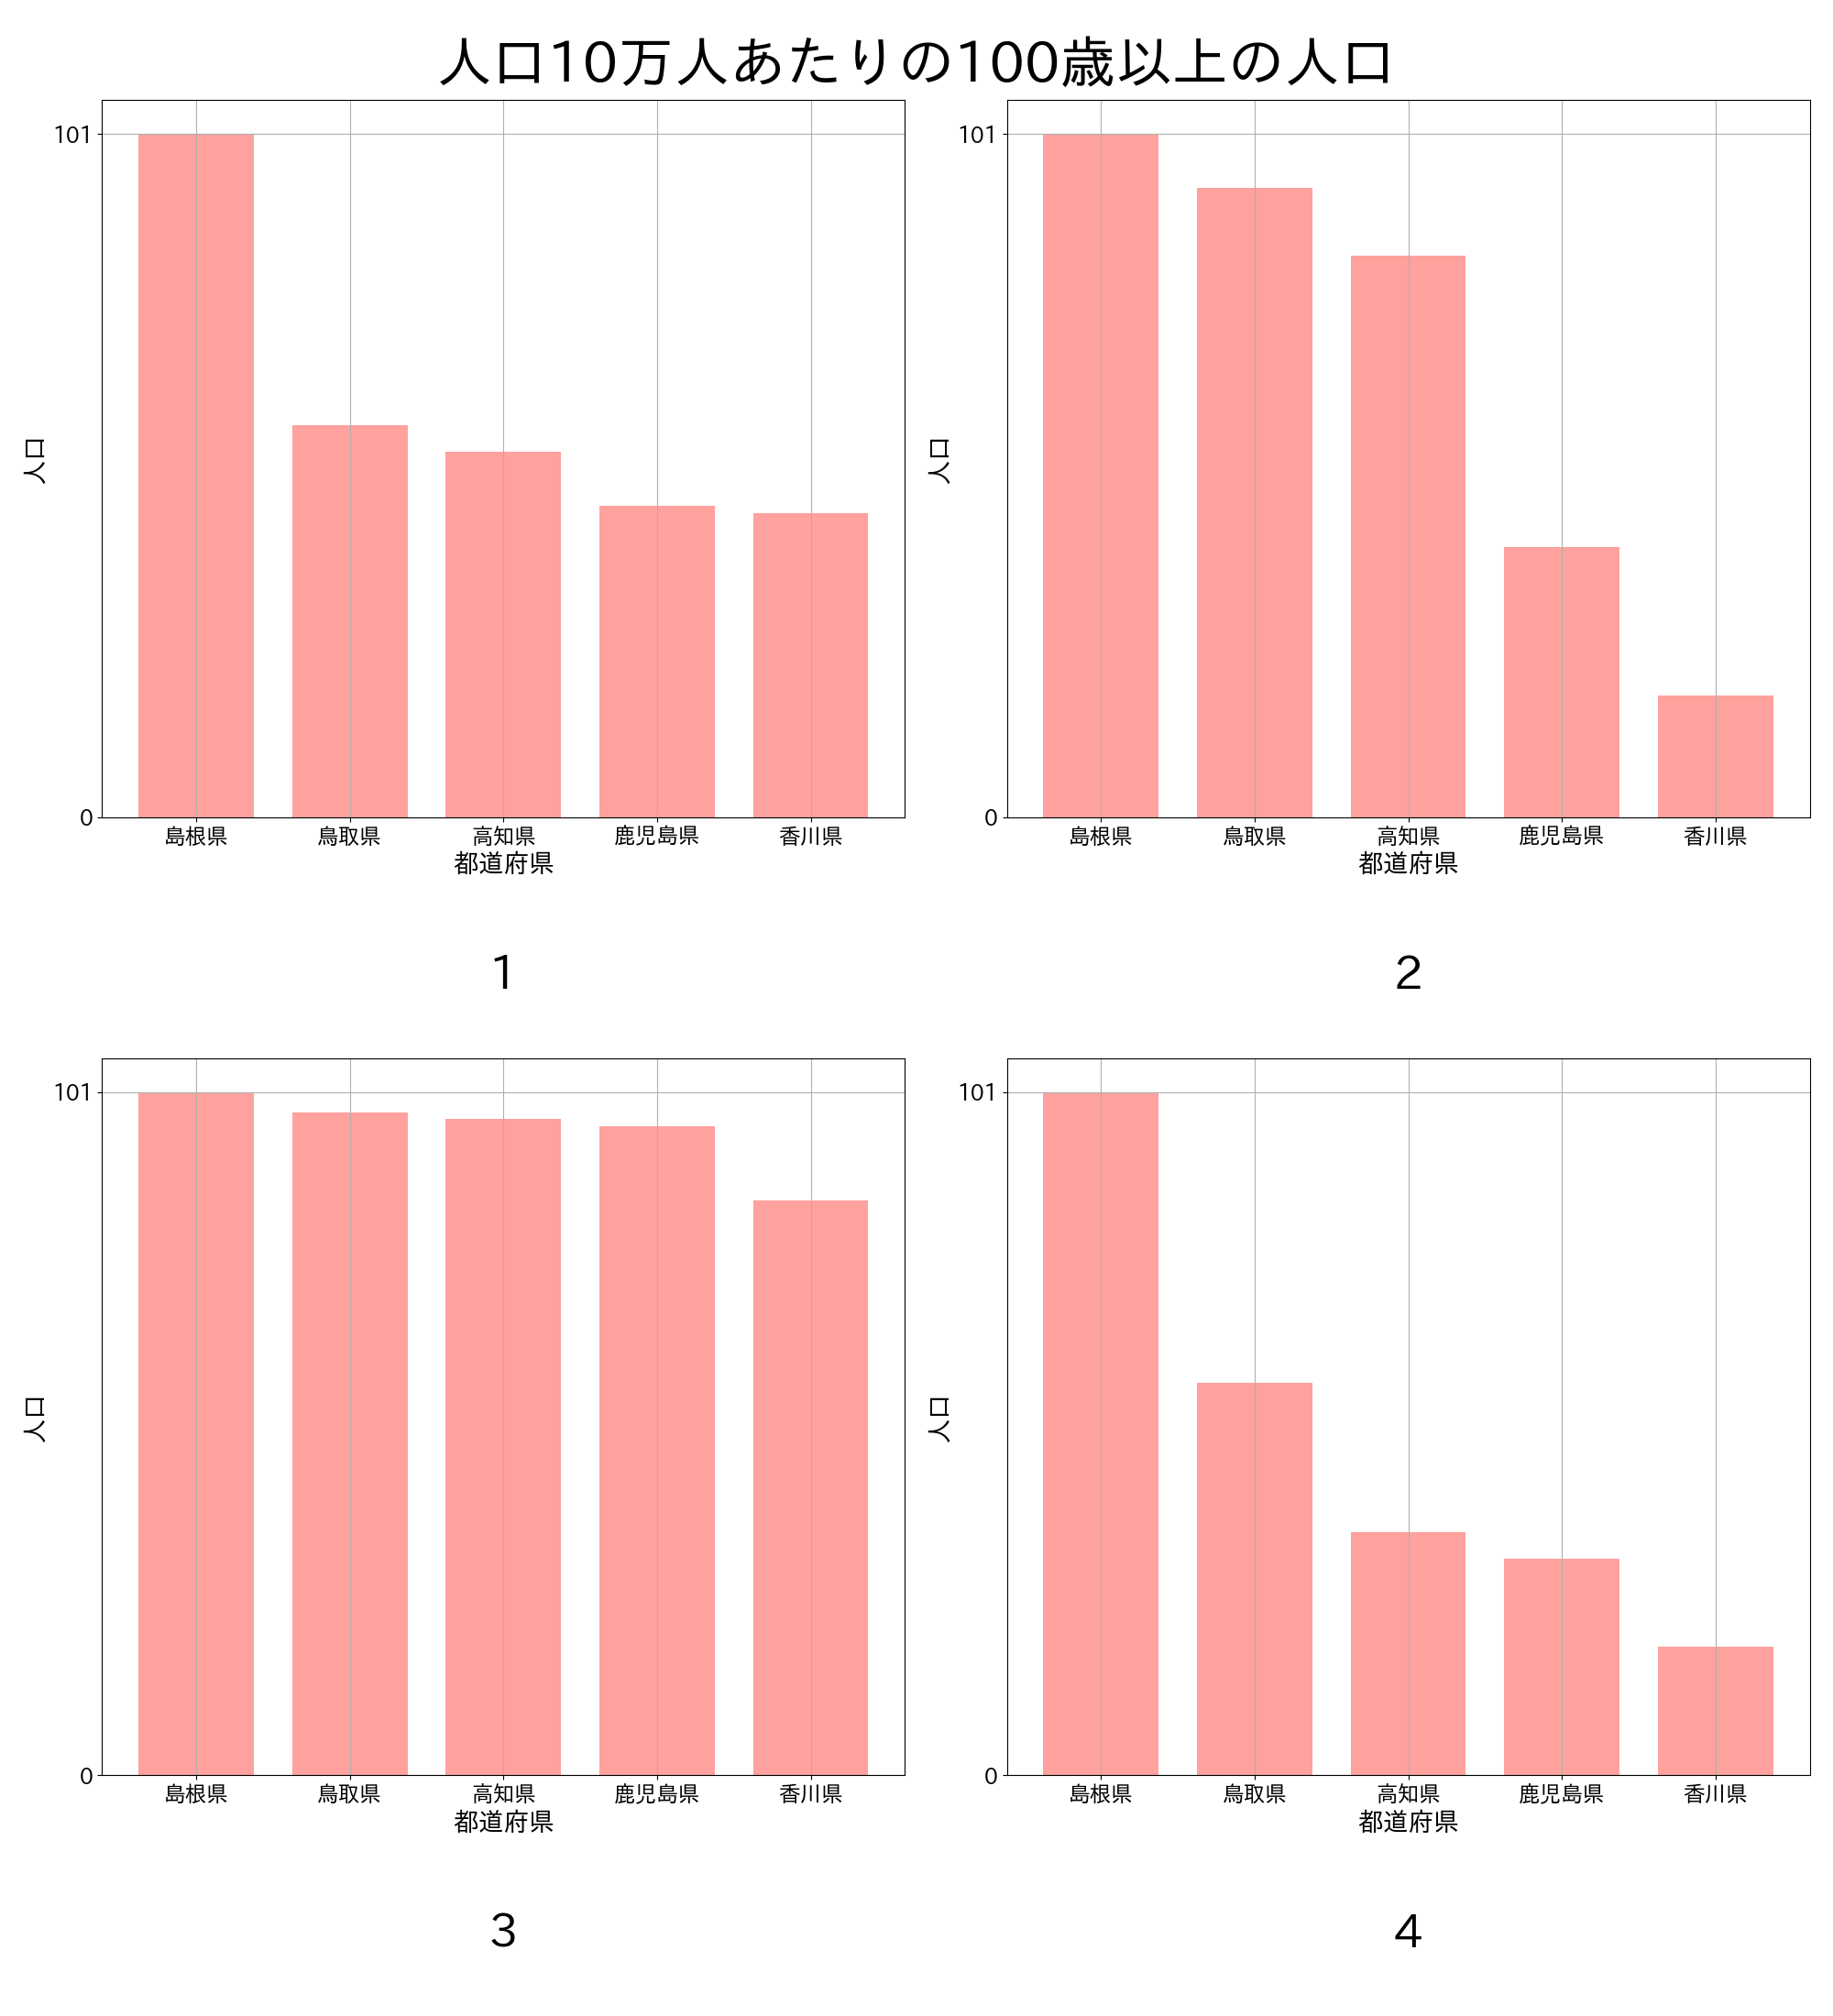 人口10万人あたりの100歳以上の人口
101
0
人口
島根県 鳥取県 高知県 鹿児島県 香川県
都道府県
1
101
0
人口
島根県 鳥取県 高知県 鹿児島県 香川県
都道府県
2
101
0
人口
島根県 鳥取県 高知県 鹿児島県 香川県
都道府県
3
101
0
人口
島根県 鳥取県 高知県 鹿児島県 香川県
都道府県
4